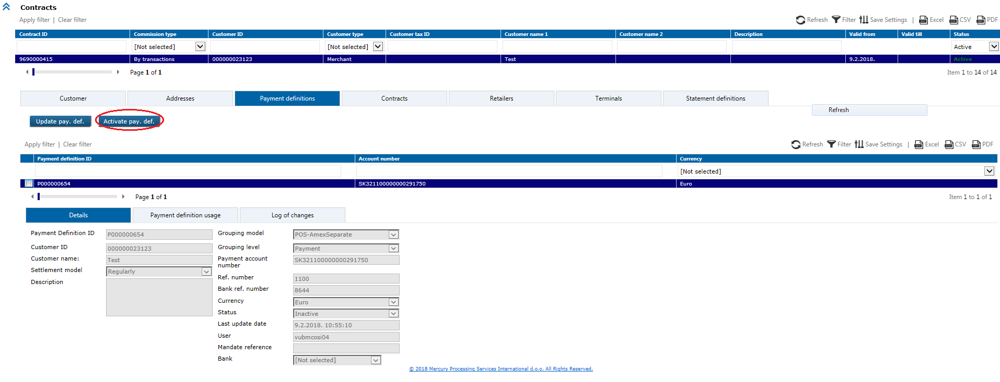 Contracts
Apply filter | Clear filter
Refresh Filter Save Settings | Excel CSV PDF
Contract ID Commission type Customer ID Customer type Customer tax ID Customer name 1 Customer name 2 Description Valid from Valid till Status
[Not selected] [Not selected] Active
9690000415 By transactions 000000023123 Merchant Test 9.2.2018. Active
Page 1 of 1 Item 1 to 14 of 14
Customer Addresses Payment definitions Contracts Retailers Terminals Statement definitions
Refresh
Update pay. def. Activate pay. def.
Apply filter | Clear filter
Refresh Filter Save Settings | Excel CSV PDF
Payment definition ID Account number Currency
[Not selected]
P000000654 SK321100000000291750 Euro
Page 1 of 1 Item 1 to 1 of 1
Details Payment definition usage Log of changes
Payment Definition ID P000000654 Grouping model POS-AmexSeparate
Customer ID 000000023123 Grouping level Payment
Customer name: Test Payment account number SK321100000000291750
Settlement model Regularly
Description Ref. number 1100
Bank ref. number 8644
Currency Euro
Status Inactive
Last update date 9.2.2018. 10:55:10
User vubmcosi04
Mandate reference
Bank [Not selected]
© 2018 Mercury Processing Services International d.o.o. All Rights Reserved.